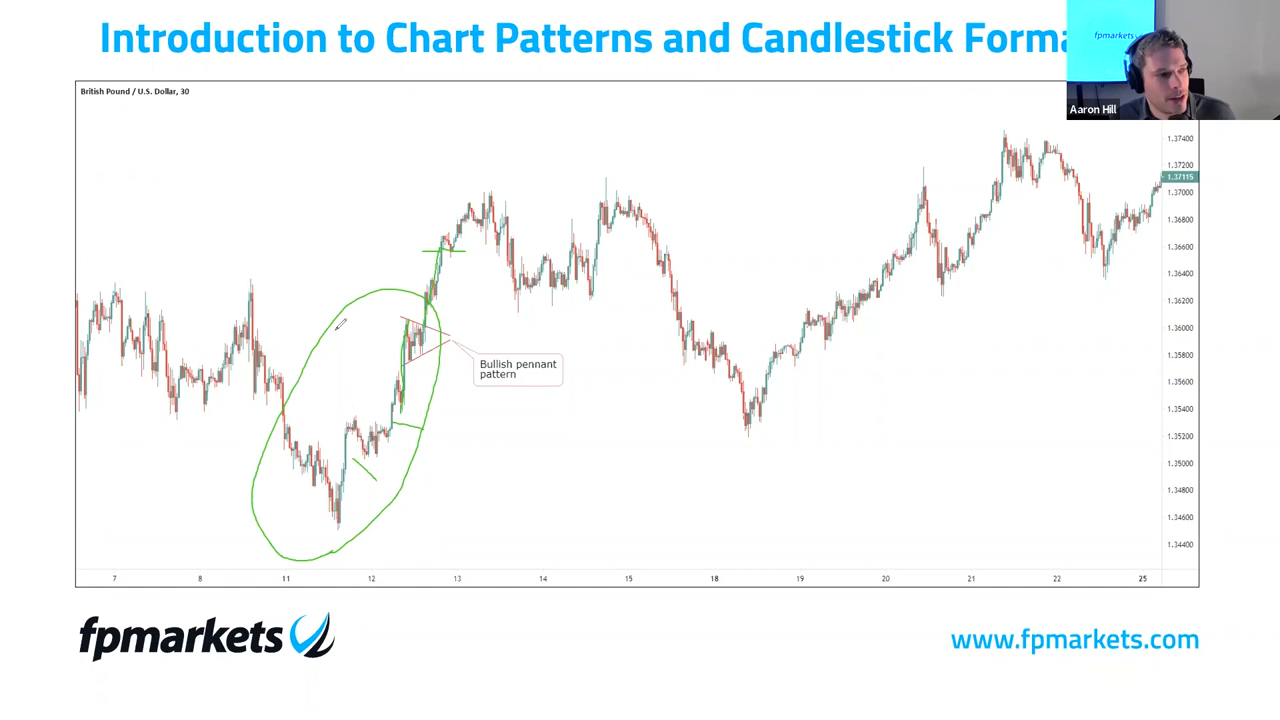 Introduction to Chart Patterns and Candlestick Forma
fpmarkets
Aaron Hill
British Pound / U.S. Dollar, 30
1.37400
1.37200
1.37115
1.37000
1.36800
1.36600
1.36400
1.36200
1.36000
1.35800
1.35600
1.35400
1.35200
1.35000
1.34800
1.34600
1.34400
Bullish pennant
pattern
7 8 11 12 13 14 15 18 19 20 21 22 25
fpmarkets
www.fpmarkets.com